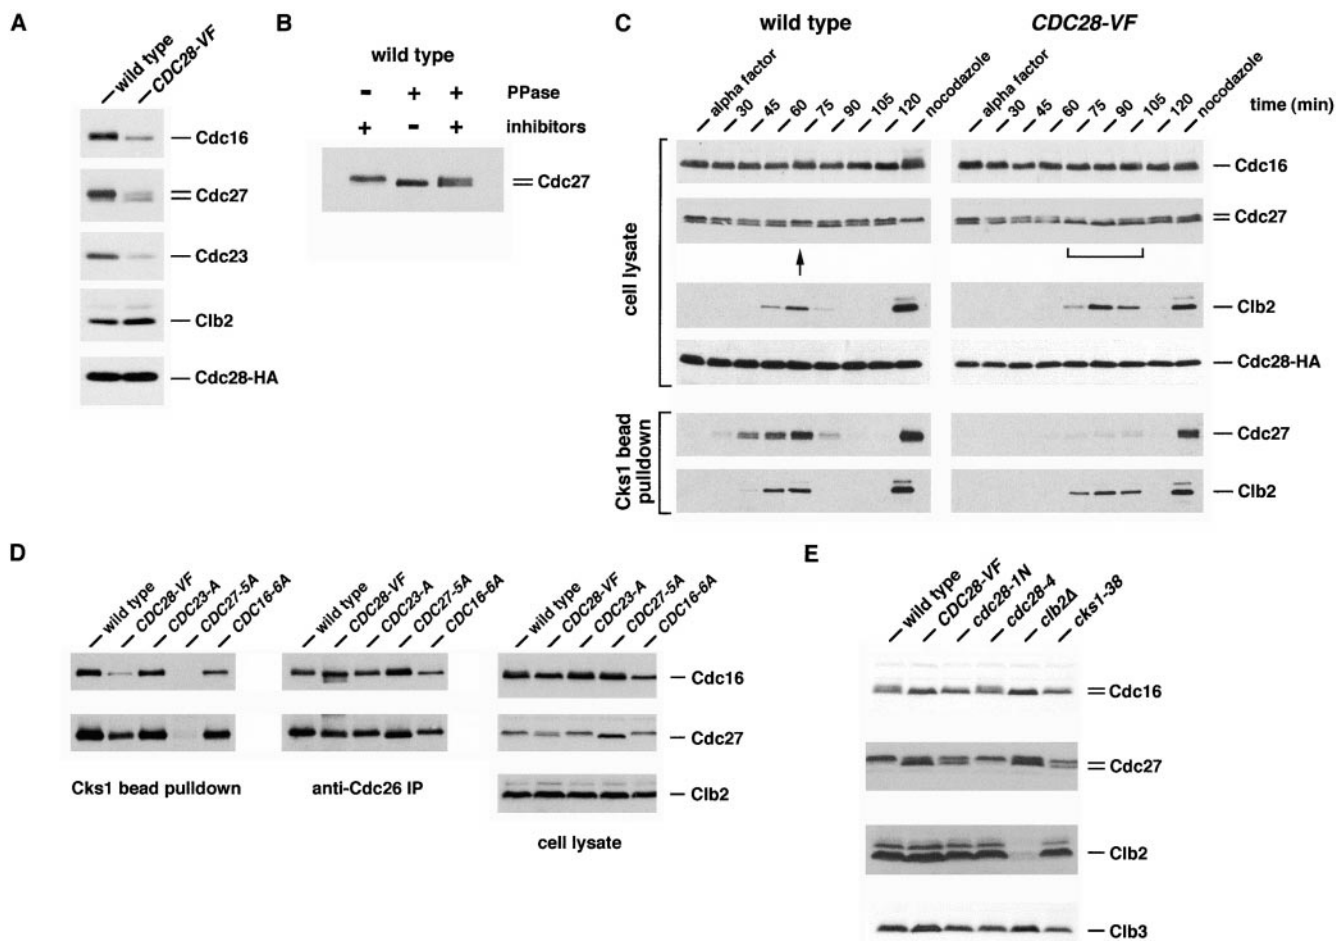 A
wild type
CDC28-VF
Cdc16
Cdc27
Cdc23
Clb2
Cdc28-HA
B
wild type
- + + PPase
+ - + inhibitors
Cdc27
C
wild type
CDC28-VF
alpha factor 30 45 60 75 90 105 120 nocodazole
alpha factor 30 45 60 75 90 105 120 nocodazole
time (min)
cell lysate
Cdc16
Cdc27
Clb2
Cdc28-HA
Cks1 bead
pulldown
Cdc27
Clb2
D
wild type CDC28-VF CDC23-A CDC27-5A CDC16-6A
wild type CDC28-VF CDC23-A CDC27-5A CDC16-6A
wild type CDC28-VF CDC23-A CDC27-5A CDC16-6A
Cdc16
Cdc27
Clb2
Cks1 bead pulldown
anti-Cdc26 IP
cell lysate
E
wild type CDC28-VF cdc28-1N cdc28-4 clb2Δ cks1-38
Cdc16
Cdc27
Clb2
Clb3